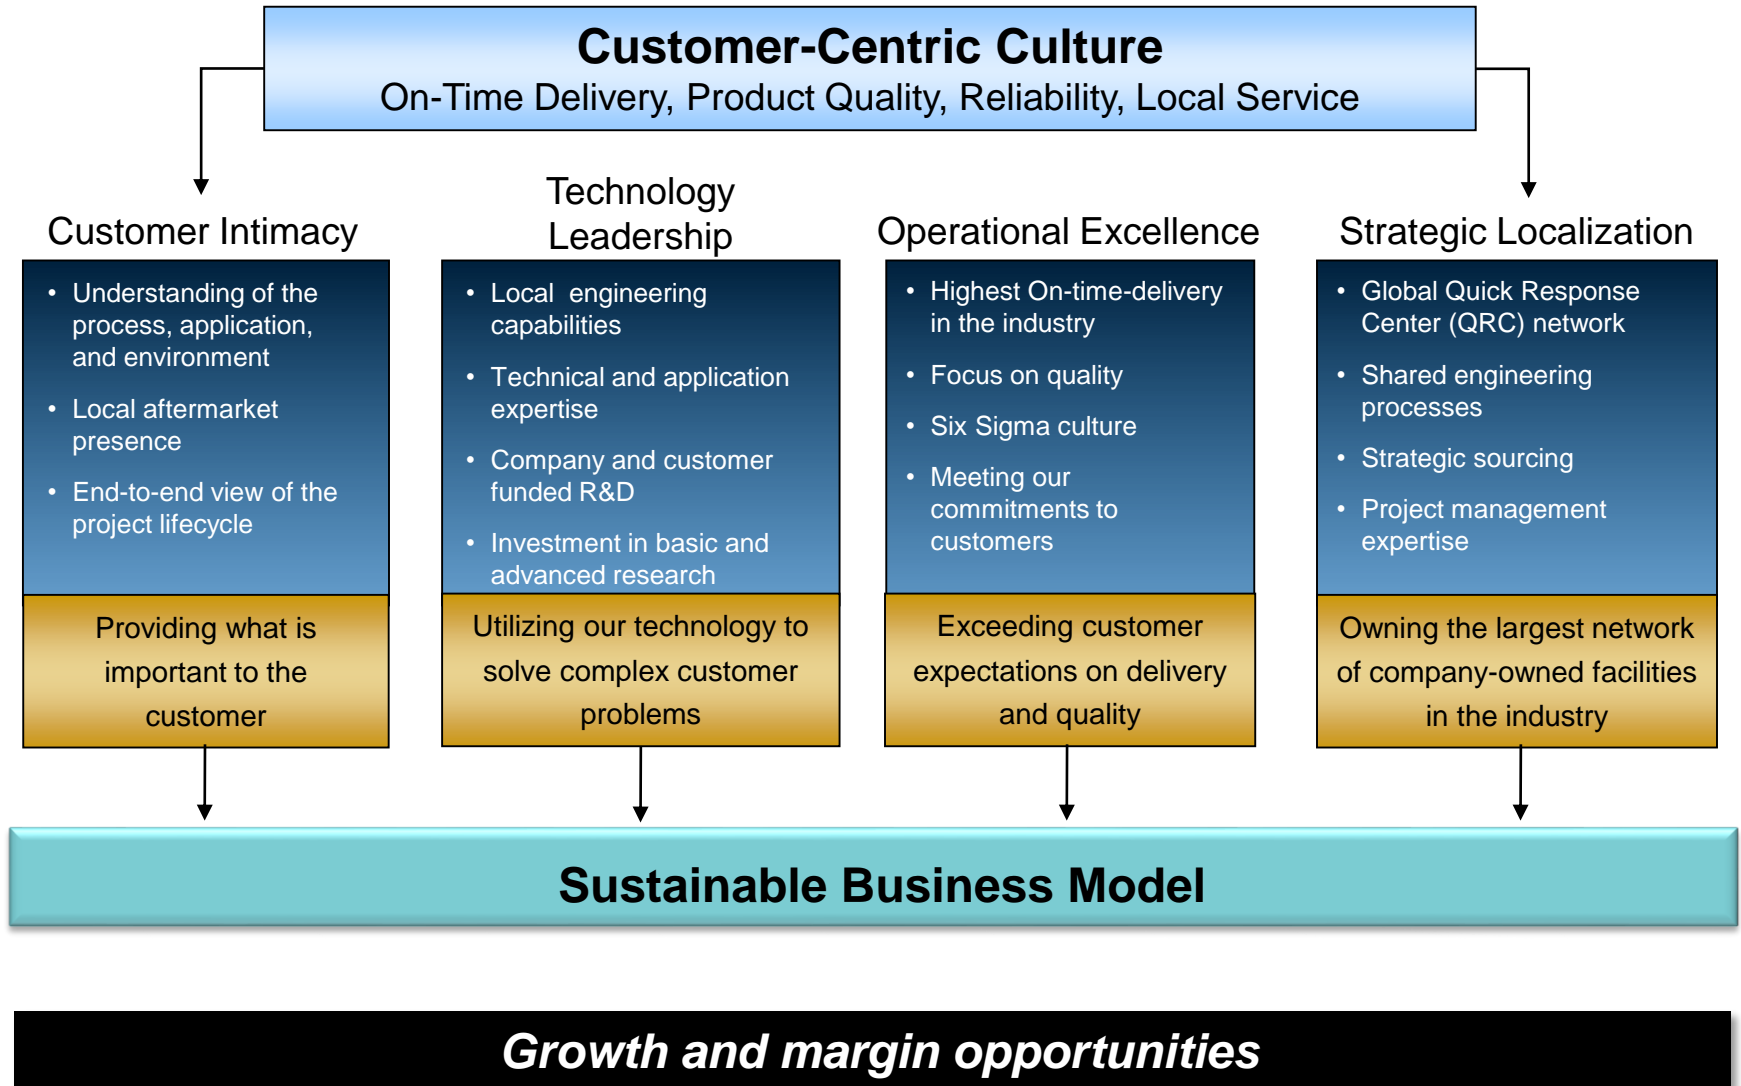 Customer-Centric Culture
On-Time Delivery, Product Quality, Reliability, Local Service
Customer Intimacy
• Understanding of the
process, application,
and environment
• Local aftermarket
presence
• End-to-end view of the
project lifecycle
Providing what is
important to the
customer
Technology
Leadership
• Local engineering
capabilities
• Technical and application
expertise
• Company and customer
funded R&D
• Investment in basic and
advanced research
Utilizing our technology to
solve complex customer
problems
Operational Excellence
• Highest On-time-delivery
in the industry
• Focus on quality
• Six Sigma culture
• Meeting our
commitments to
customers
Exceeding customer
expectations on delivery
and quality
Strategic Localization
• Global Quick Response
Center (QRC) network
• Shared engineering
processes
• Strategic sourcing
• Project management
expertise
Owning the largest network
of company-owned facilities
in the industry
Sustainable Business Model
Growth and margin opportunities